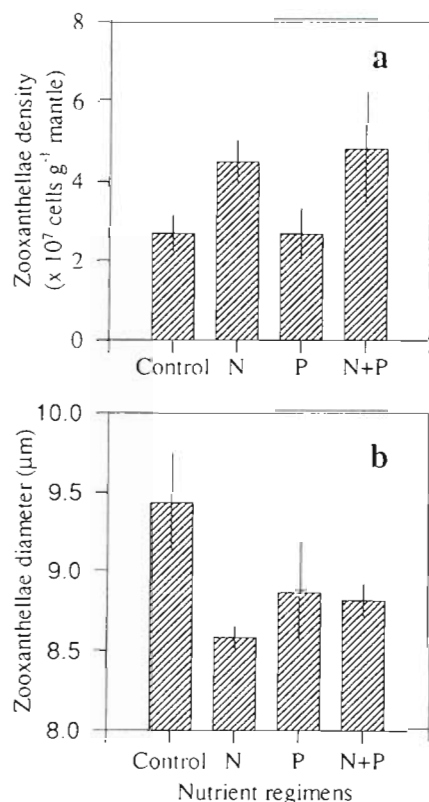 Zooxanthellae density
(x 10⁷ cells g⁻¹ mantle)
8
6
4
2
0
a
Control N P N+P
Zooxanthellae diameter (µm)
10.0
9.5
9.0
8.5
8.0
b
Control N P N+P
Nutrient regimens